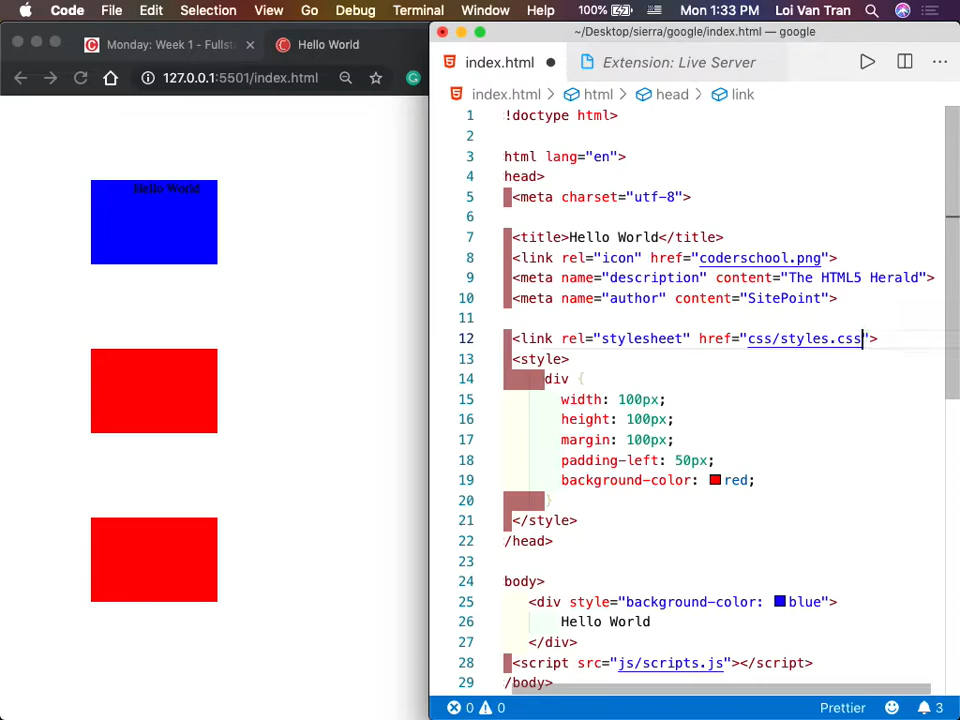 Code File Edit Selection View Go Debug Terminal Window Help 100% Mon 1:33 PM Loi Van Tran
Monday: Week 1 - Fullst
Hello World
127.0.0.1:5501/index.html
Hello World
~/Desktop/sierra/google/index.html — google
index.html
Extension: Live Server
index.html > html > head > link
1 !doctype html>
2
3 html lang="en">
4 head>
5 <meta charset="utf-8">
6
7 <title>Hello World</title>
8 <link rel="icon" href="coderschool.png">
9 <meta name="description" content="The HTML5 Herald">
10 <meta name="author" content="SitePoint">
11
12 <link rel="stylesheet" href="css/styles.css">
13 <style>
14 div {
15 width: 100px;
16 height: 100px;
17 margin: 100px;
18 padding-left: 50px;
19 background-color: red;
20 }
21 </style>
22 /head>
23
24 body>
25 <div style="background-color: blue">
26 Hello World
27 </div>
28 <script src="js/scripts.js"></script>
29 /body>
0 0 Prettier 3